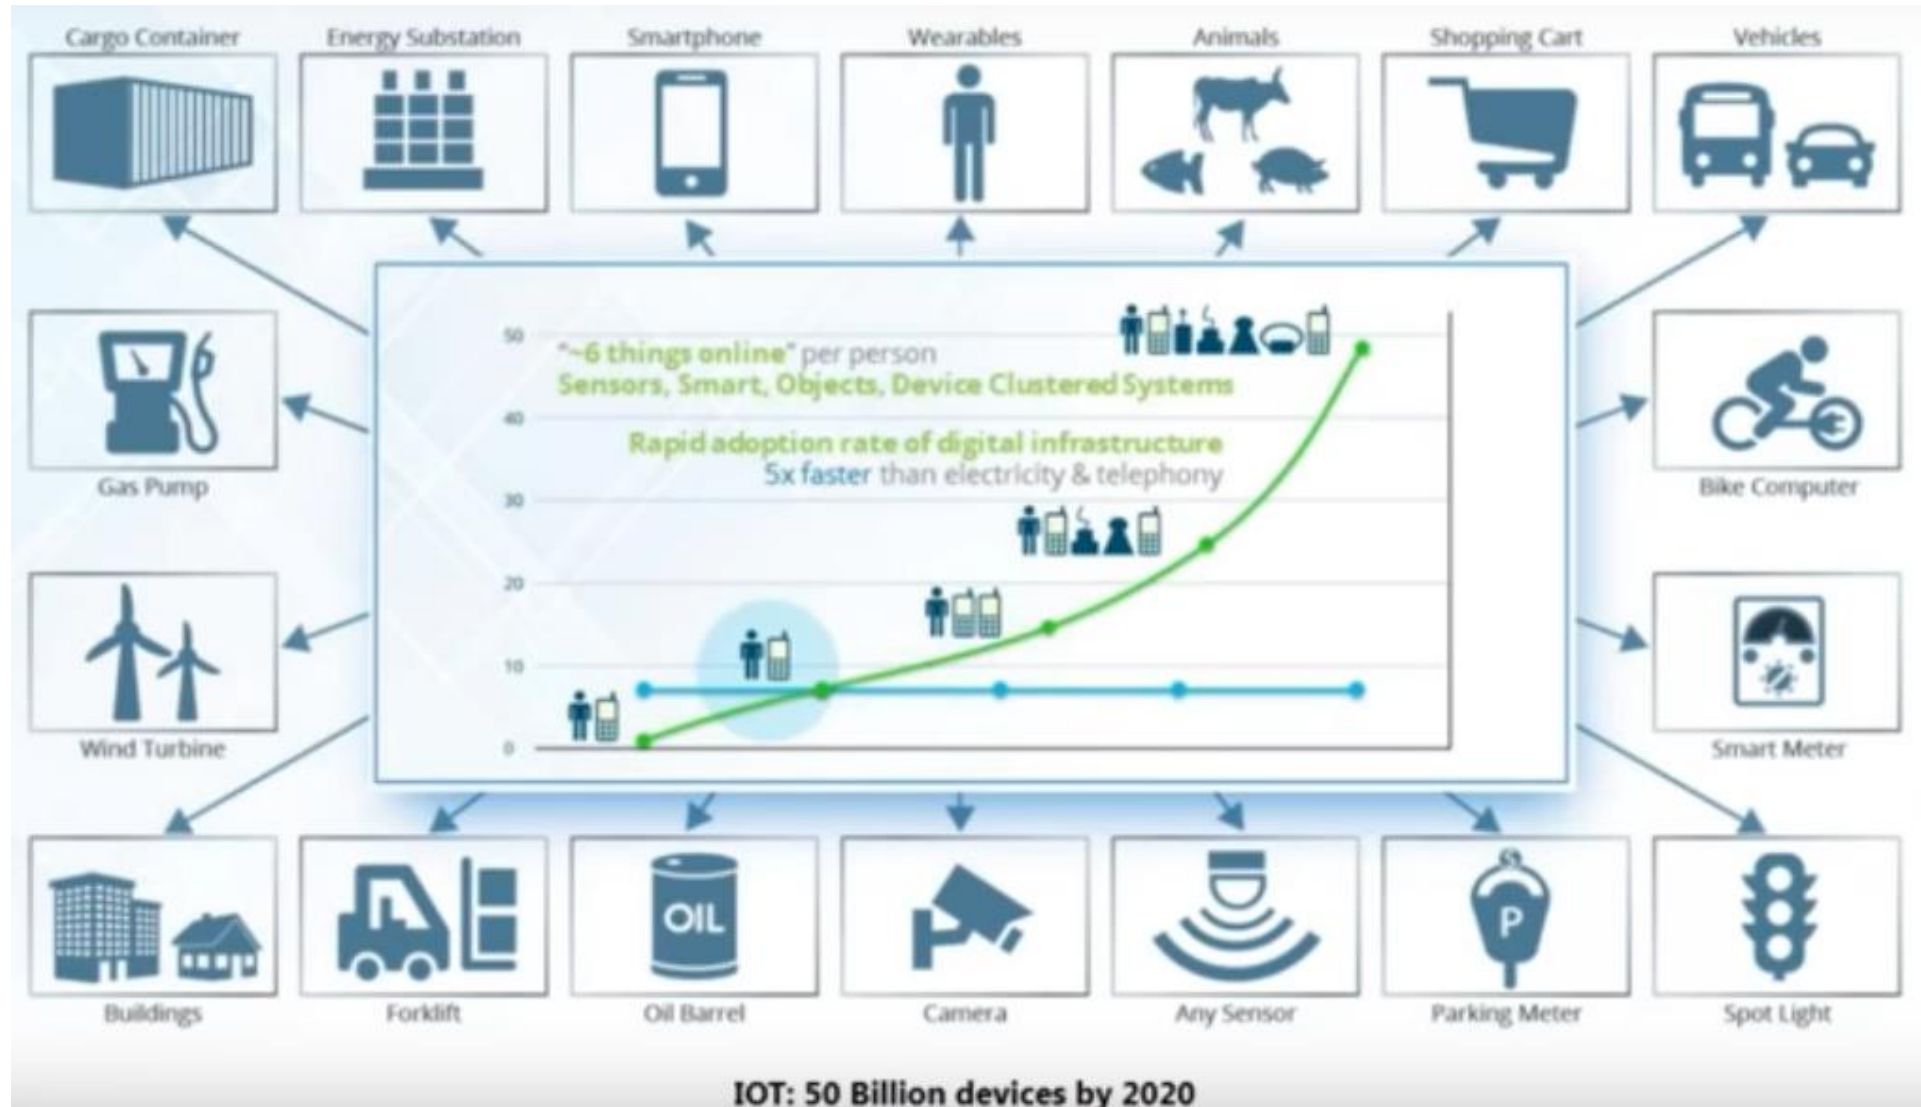 Cargo Container
Energy Substation
Smartphone
Wearables
Animals
Shopping Cart
Vehicles
50
"~6 things online" per person
Sensors, Smart, Objects, Device Clustered Systems
40
Rapid adoption rate of digital infrastructure
5x faster than electricity & telephony
30
20
10
0
Gas Pump
Bike Computer
Wind Turbine
Smart Meter
OIL
P
Buildings
Forklift
Oil Barrel
Camera
Any Sensor
Parking Meter
Spot Light
IOT: 50 Billion devices by 2020